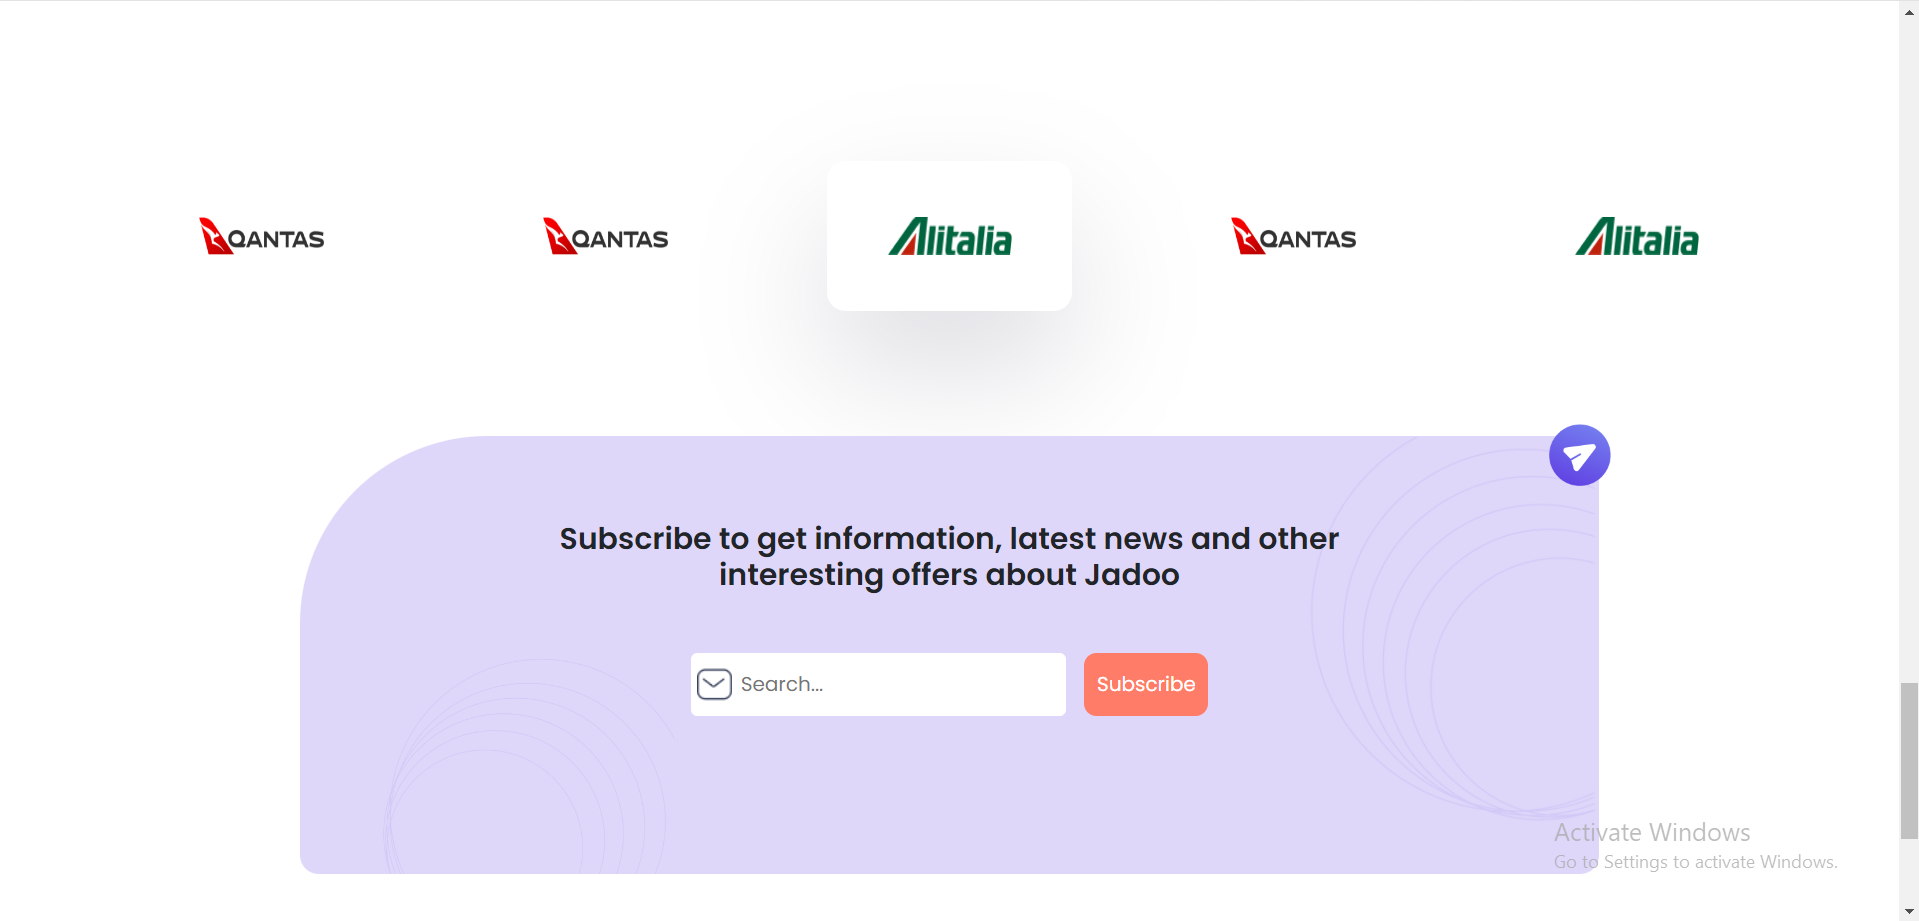 QANTAS
QANTAS
Alitalia
QANTAS
Alitalia
Subscribe to get information, latest news and other
interesting offers about Jadoo
Search...
Subscribe
Activate Windows
Go to Settings to activate Windows.